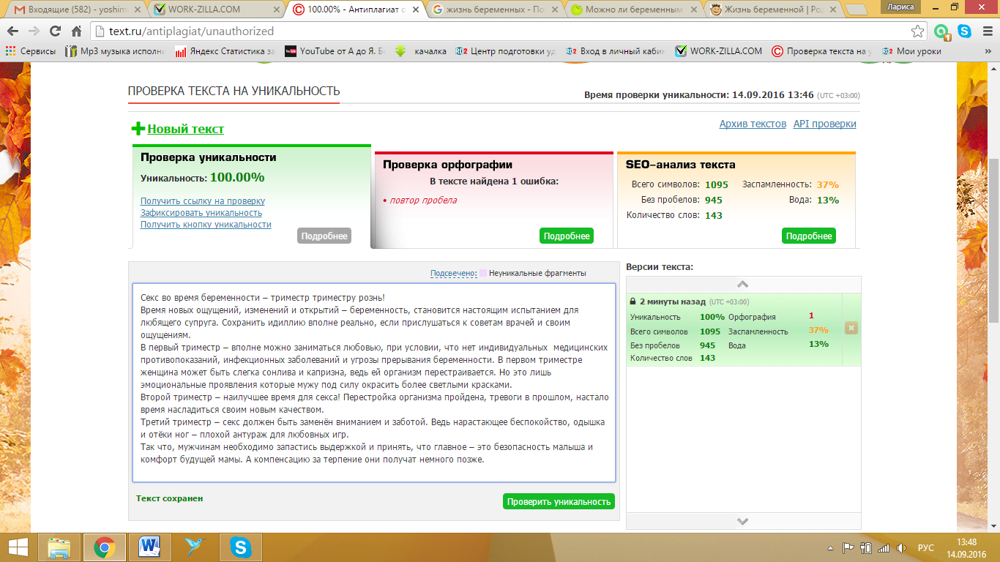 Входящие (582) - yoshim
WORK-ZILLA.COM
100.00% - Антиплагиат о
жизнь беременных - По
Можно ли беременным
Жизнь беременной | Род
Лариса
text.ru/antiplagiat/unauthorized
1
Сервисы
Mp3 музыка исполни
Яндекс Статистика за
YouTube от А до Я. Бе
качалка
Центр подготовки уд
Вход в личный кабин
WORK-ZILLA.COM
Проверка текста на у
Мои уроки
»
ПРОВЕРКА ТЕКСТА НА УНИКАЛЬНОСТЬ
Время проверки уникальности: 14.09.2016 13:46 (UTC +03:00)
Новый текст
Архив текстов API проверки
Проверка уникальности
Уникальность: 100.00%
Получить ссылку на проверку
Зафиксировать уникальность
Получить кнопку уникальности
Подробнее
Проверка орфографии
В тексте найдена 1 ошибка:
• повтор пробела
Подробнее
SEO-анализ текста
Всего символов: 1095 Заспамленность: 37%
Без пробелов: 945 Вода: 13%
Количество слов: 143
Подробнее
Подсвечено: Неуникальные фрагменты
Секс во время беременности – триместр триместру рознь!
Время новых ощущений, изменений и открытий – беременность, становится настоящим испытанием для
любящего супруга. Сохранить идиллию вполне реально, если прислушаться к советам врачей и своим
ощущениям.
В первый триместр – вполне можно заниматься любовью, при условии, что нет индивидуальных  медицинских
противопоказаний, инфекционных заболеваний и угрозы прерывания беременности. В первом триместре
женщина может быть слегка сонлива и капризна, ведь ей организм перестраивается. Но это лишь
эмоциональные проявления которые мужу под силу окрасить более светлыми красками.
Второй триместр – наилучшее время для секса! Перестройка организма пройдена, тревоги в прошлом, настало
время насладиться своим новым качеством.
Третий триместр – секс должен быть заменён вниманием и заботой. Ведь нарастающее беспокойство, одышка
и отёки ног – плохой антураж для любовных игр.
Так что, мужчинам необходимо запастись выдержкой и принять, что главное – это безопасность малыша и
комфорт будущей мамы. А компенсацию за терпение они получат немного позже.
Текст сохранен
Проверить уникальность
Версии текста:
2 минуты назад (UTC +03:00)
Уникальность 100% Орфография 1
Всего символов 1095 Заспамленность 37%
Без пробелов 945 Вода 13%
Количество слов 143
РУС
13:48
14.09.2016